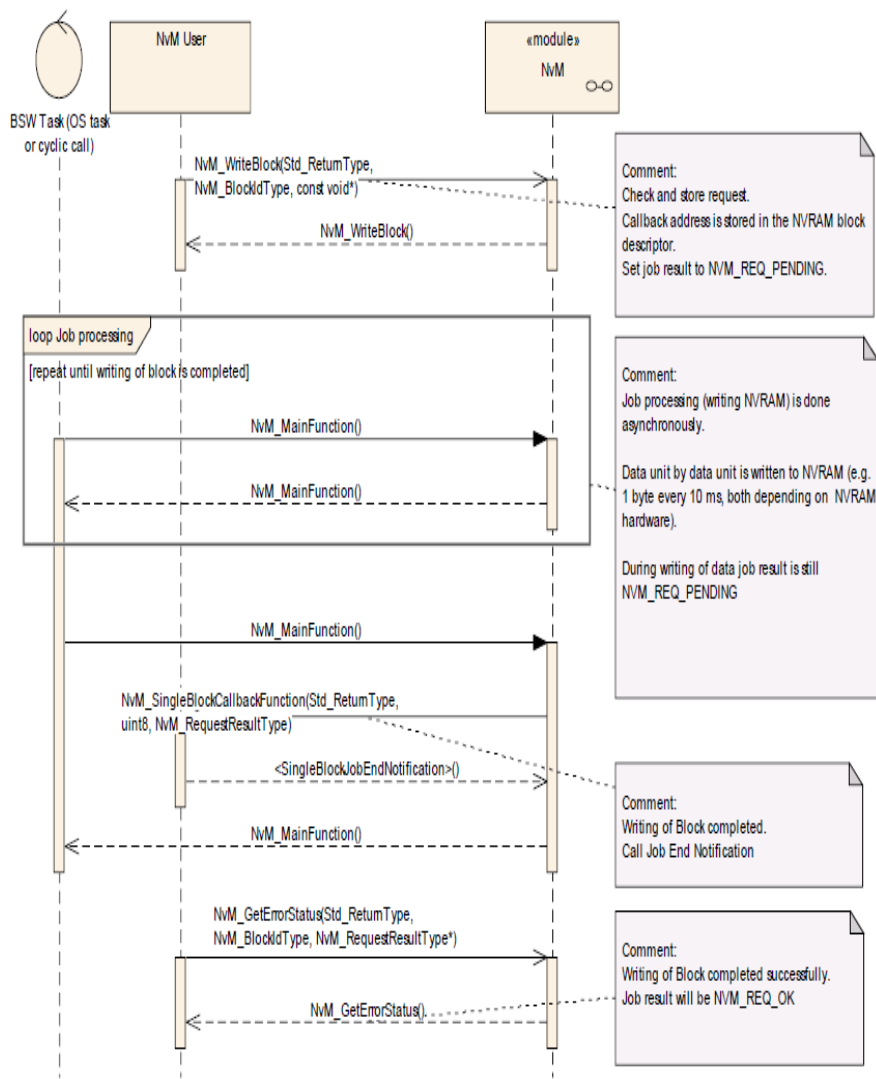 NvM User
«module»
NvM
BSW Task (OS task
or cyclic call)
NvM_WriteBlock(Std_ReturnType,
NvM_BlockIdType, const void*)
Comment:
Check and store request.
Callback address is stored in the NVRAM block
descriptor.
Set job result to NVM_REQ_PENDING.
NvM_WriteBlock()
loop Job processing
[repeat until writing of block is completed]
Comment:
Job processing (writing NVRAM) is done
asynchronously.
Data unit by data unit is written to NVRAM (e.g.
1 byte every 10 ms, both depending on NVRAM
hardware).
During writing of data job result is still
NVM_REQ_PENDING
NvM_MainFunction()
NvM_MainFunction()
NvM_MainFunction()
NvM_SingleBlockCallbackFunction(Std_ReturnType,
uint8, NvM_RequestResultType)
<SingleBlockJobEndNotification>()
Comment:
Writing of Block completed.
Call Job End Notification
NvM_MainFunction()
NvM_GetErrorStatus(Std_ReturnType,
NvM_BlockIdType, NvM_RequestResultType*)
Comment:
Writing of Block completed successfully.
Job result will be NVM_REQ_OK
NvM_GetErrorStatus()